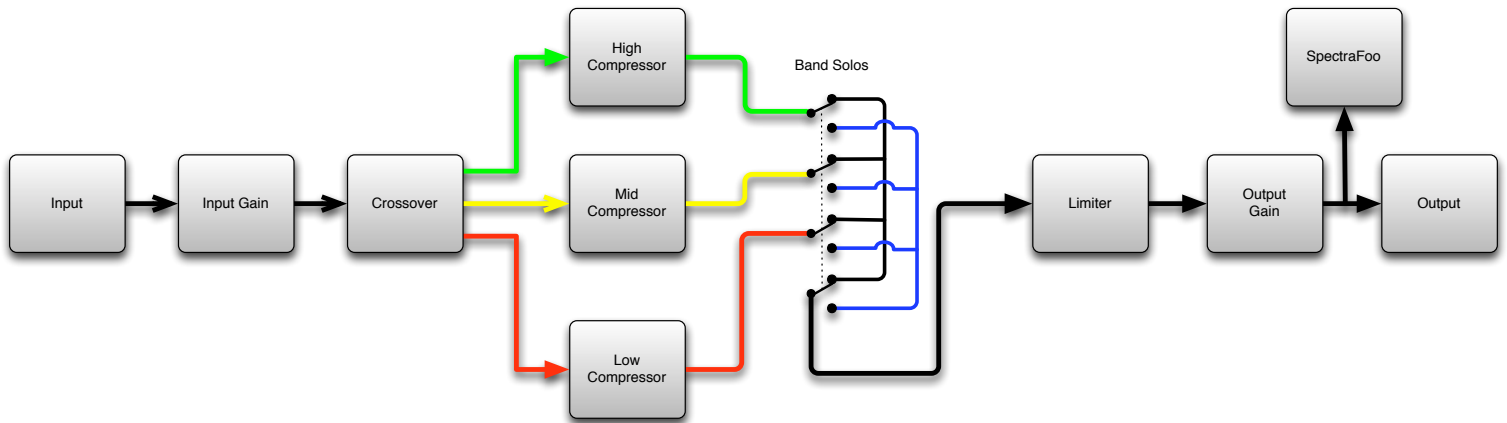 Input
Input Gain
Crossover
High
Compressor
Mid
Compressor
Low
Compressor
Band Solos
Limiter
Output
Gain
SpectraFoo
Output